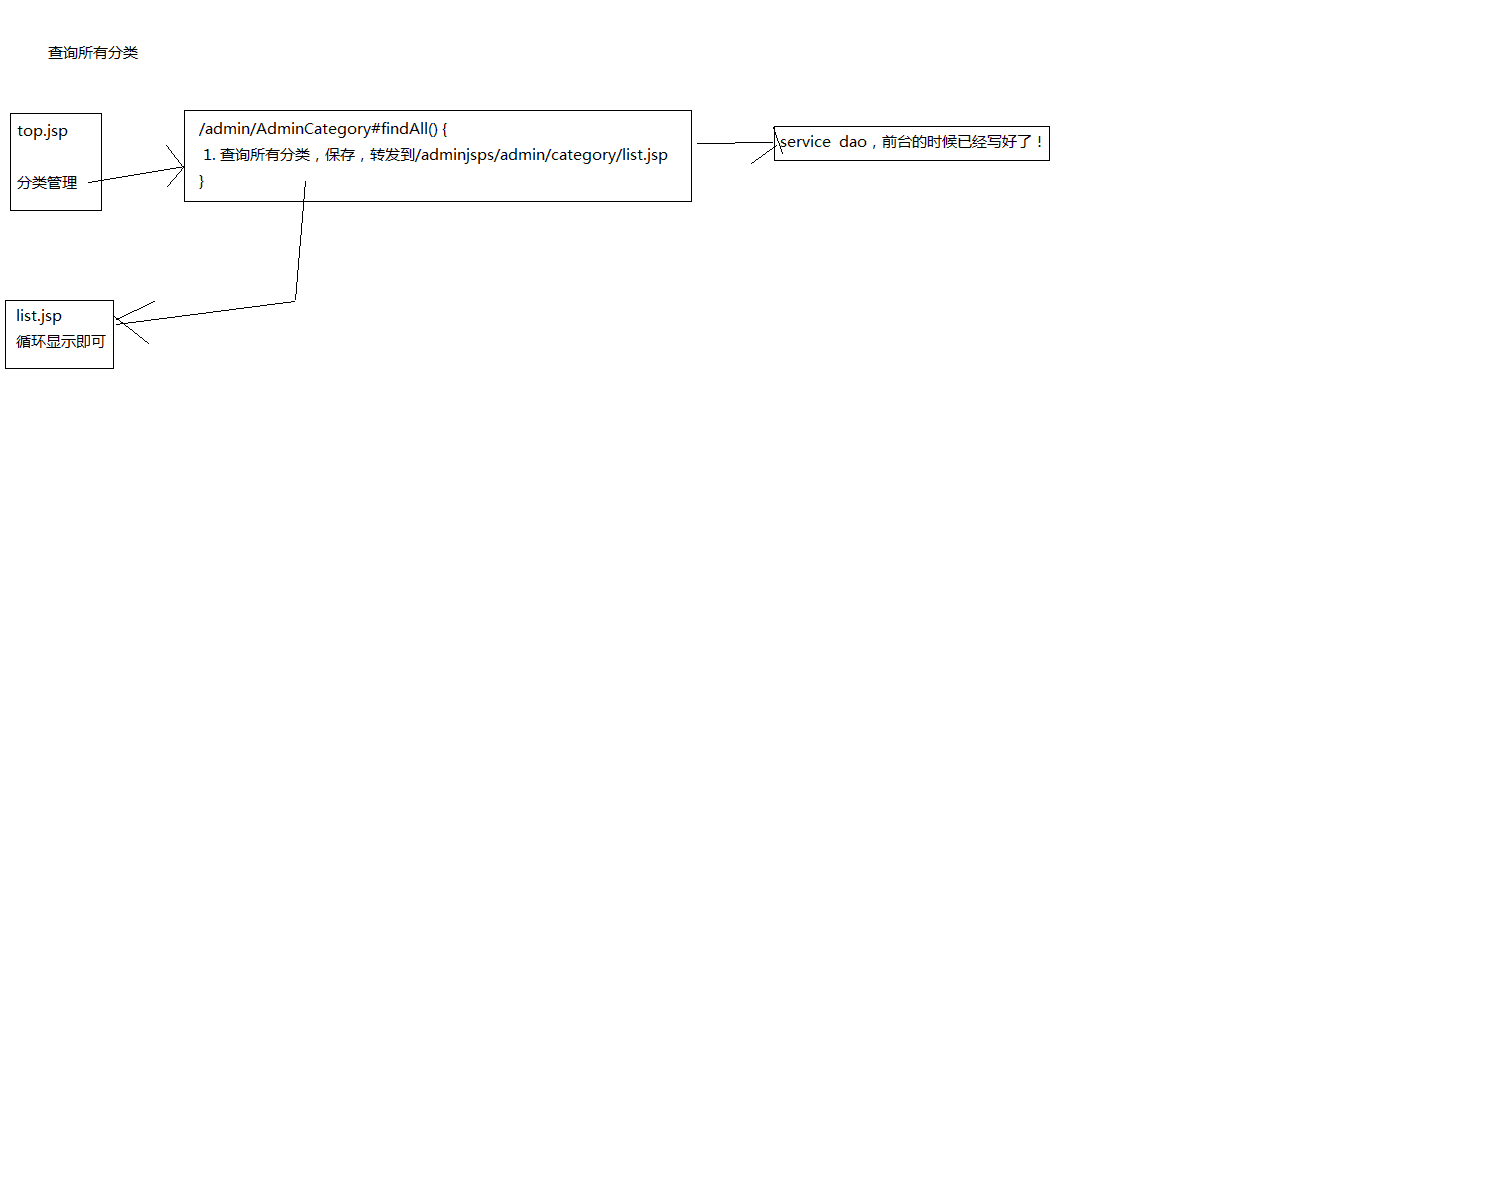 查询所有分类
top.jsp
分类管理
/admin/AdminCategory#findAll() {
1. 查询所有分类，保存，转发到/adminjsps/admin/category/list.jsp
}
service  dao，前台的时候已经写好了！
list.jsp
循环显示即可